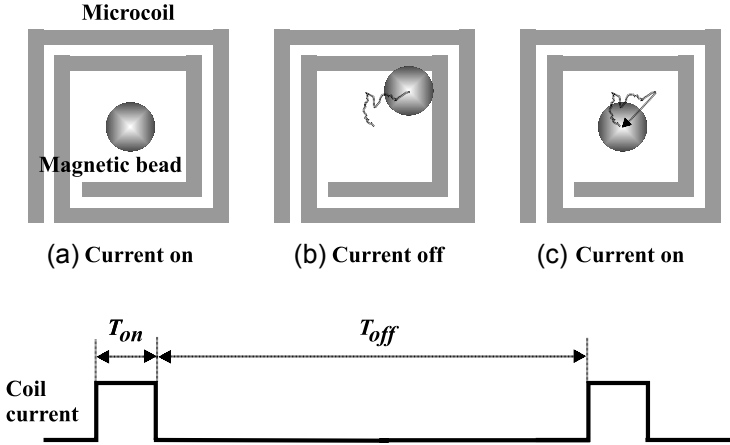 Microcoil
Magnetic bead
(a) Current on
(b) Current off
(c) Current on
Ton
Toff
Coil
current